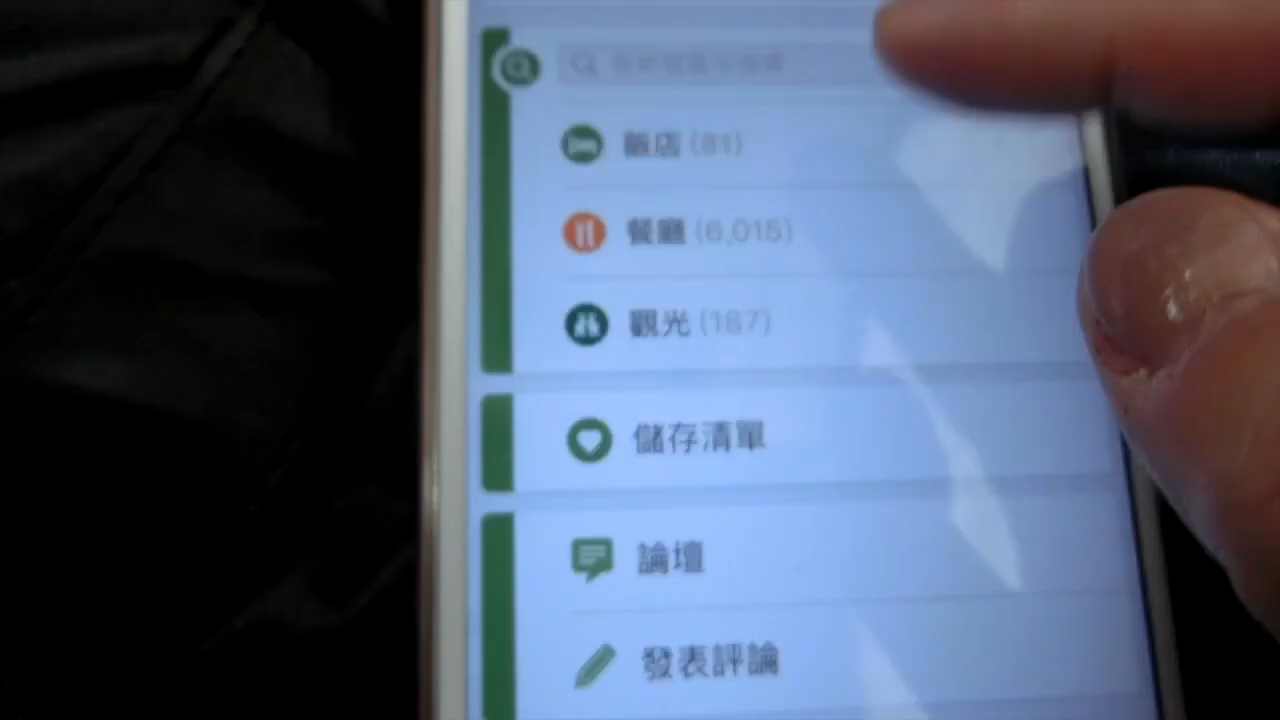 飯店 (81)
餐廳 (6,015)
觀光 (187)
儲存清單
論壇
發表評論